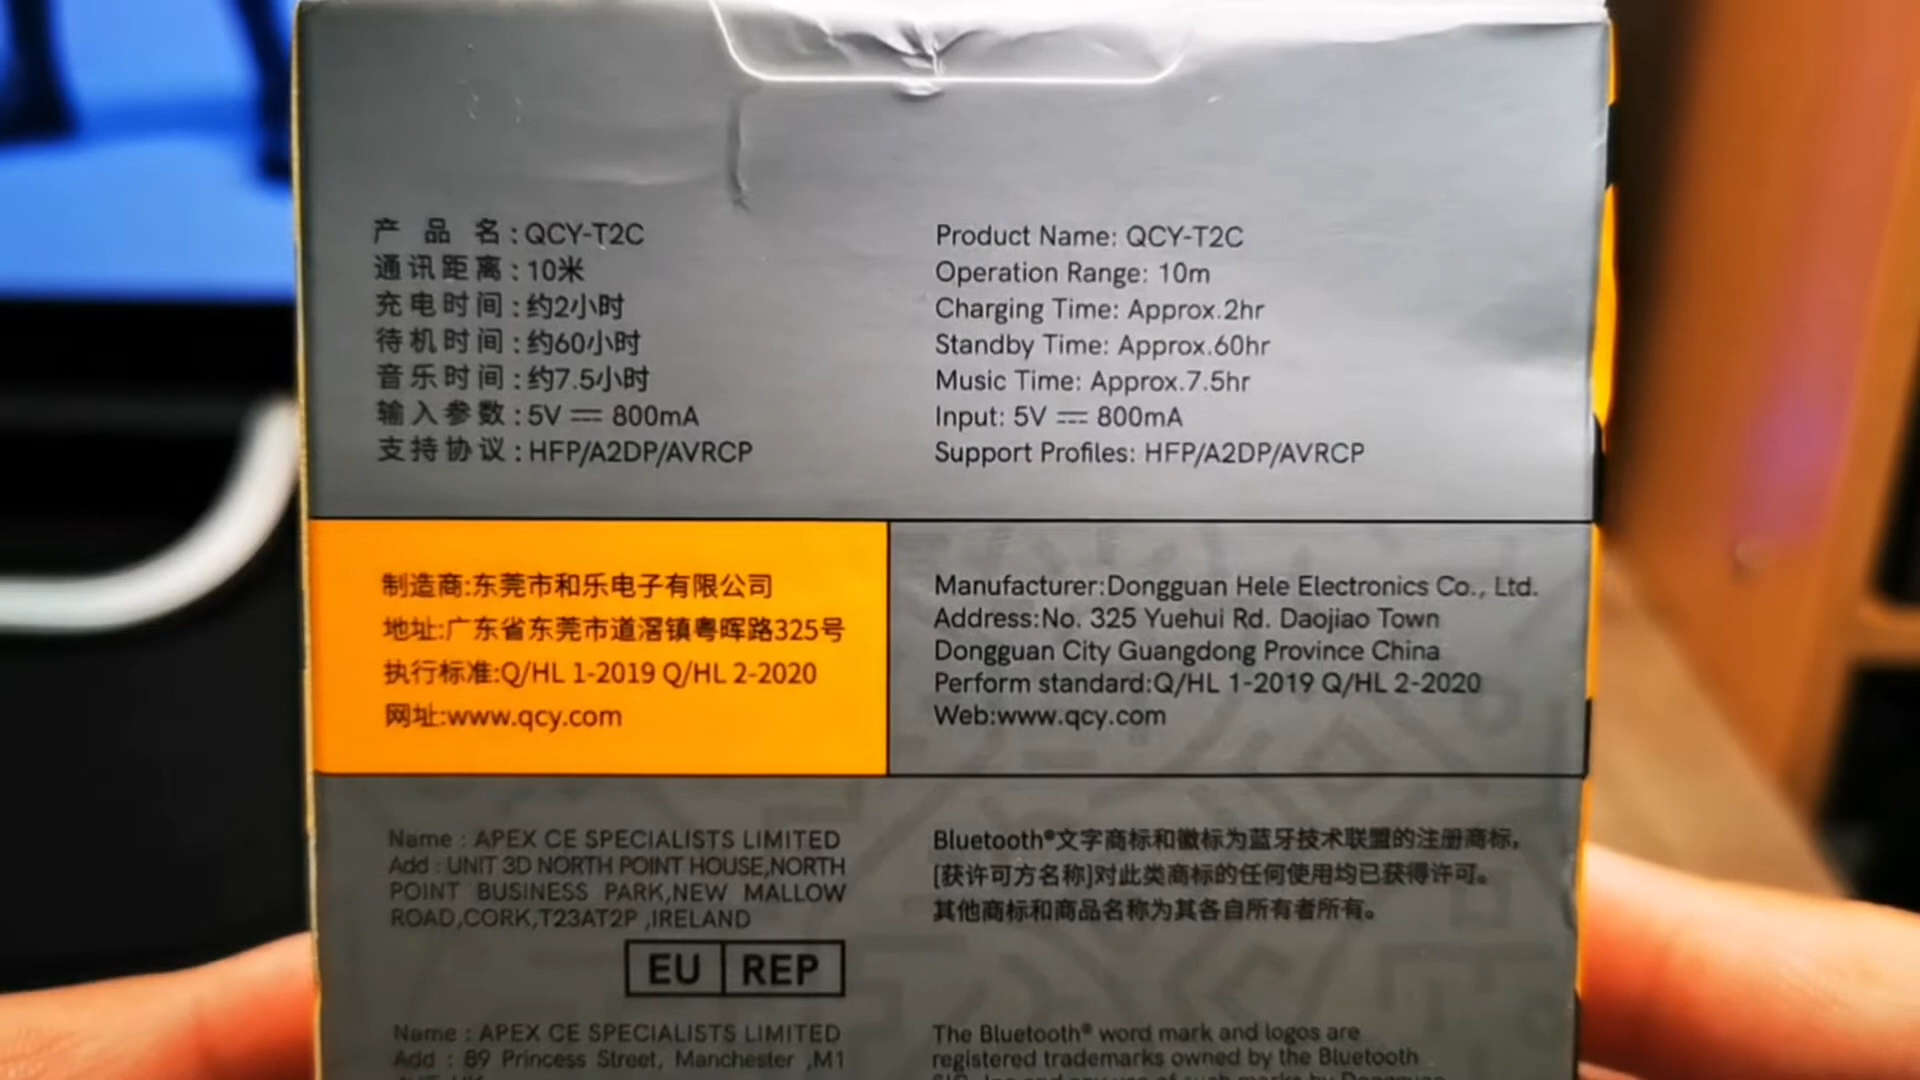 产品名:QCY-T2C
通讯距离:10米
充电时间:约2小时
待机时间:约60小时
音乐时间:约7.5小时
输入参数:5V ⎓ 800mA
支持协议:HFP/A2DP/AVRCP
Product Name: QCY-T2C
Operation Range: 10m
Charging Time: Approx.2hr
Standby Time: Approx.60hr
Music Time: Approx.7.5hr
Input: 5V ⎓ 800mA
Support Profiles: HFP/A2DP/AVRCP
制造商:东莞市和乐电子有限公司
地址:广东省东莞市道滘镇粤晖路325号
执行标准:Q/HL 1-2019 Q/HL 2-2020
网址:www.qcy.com
Manufacturer:Dongguan Hele Electronics Co., Ltd.
Address:No. 325 Yuehui Rd. Daojiao Town
Dongguan City Guangdong Province China
Perform standard:Q/HL 1-2019 Q/HL 2-2020
Web:www.qcy.com
Name : APEX CE SPECIALISTS LIMITED
Add : UNIT 3D NORTH POINT HOUSE,NORTH
POINT BUSINESS PARK,NEW MALLOW
ROAD,CORK,T23AT2P ,IRELAND
EU REP
Name : APEX CE SPECIALISTS LIMITED
Add : 89 Princess Street, Manchester ,M1
Bluetooth®文字商标和徽标为蓝牙技术联盟的注册商标，
[获许可方名称]对此类商标的任何使用均已获得许可。
其他商标和商品名称为其各自所有者所有。
The Bluetooth® word mark and logos are
registered trademarks owned by the Bluetooth